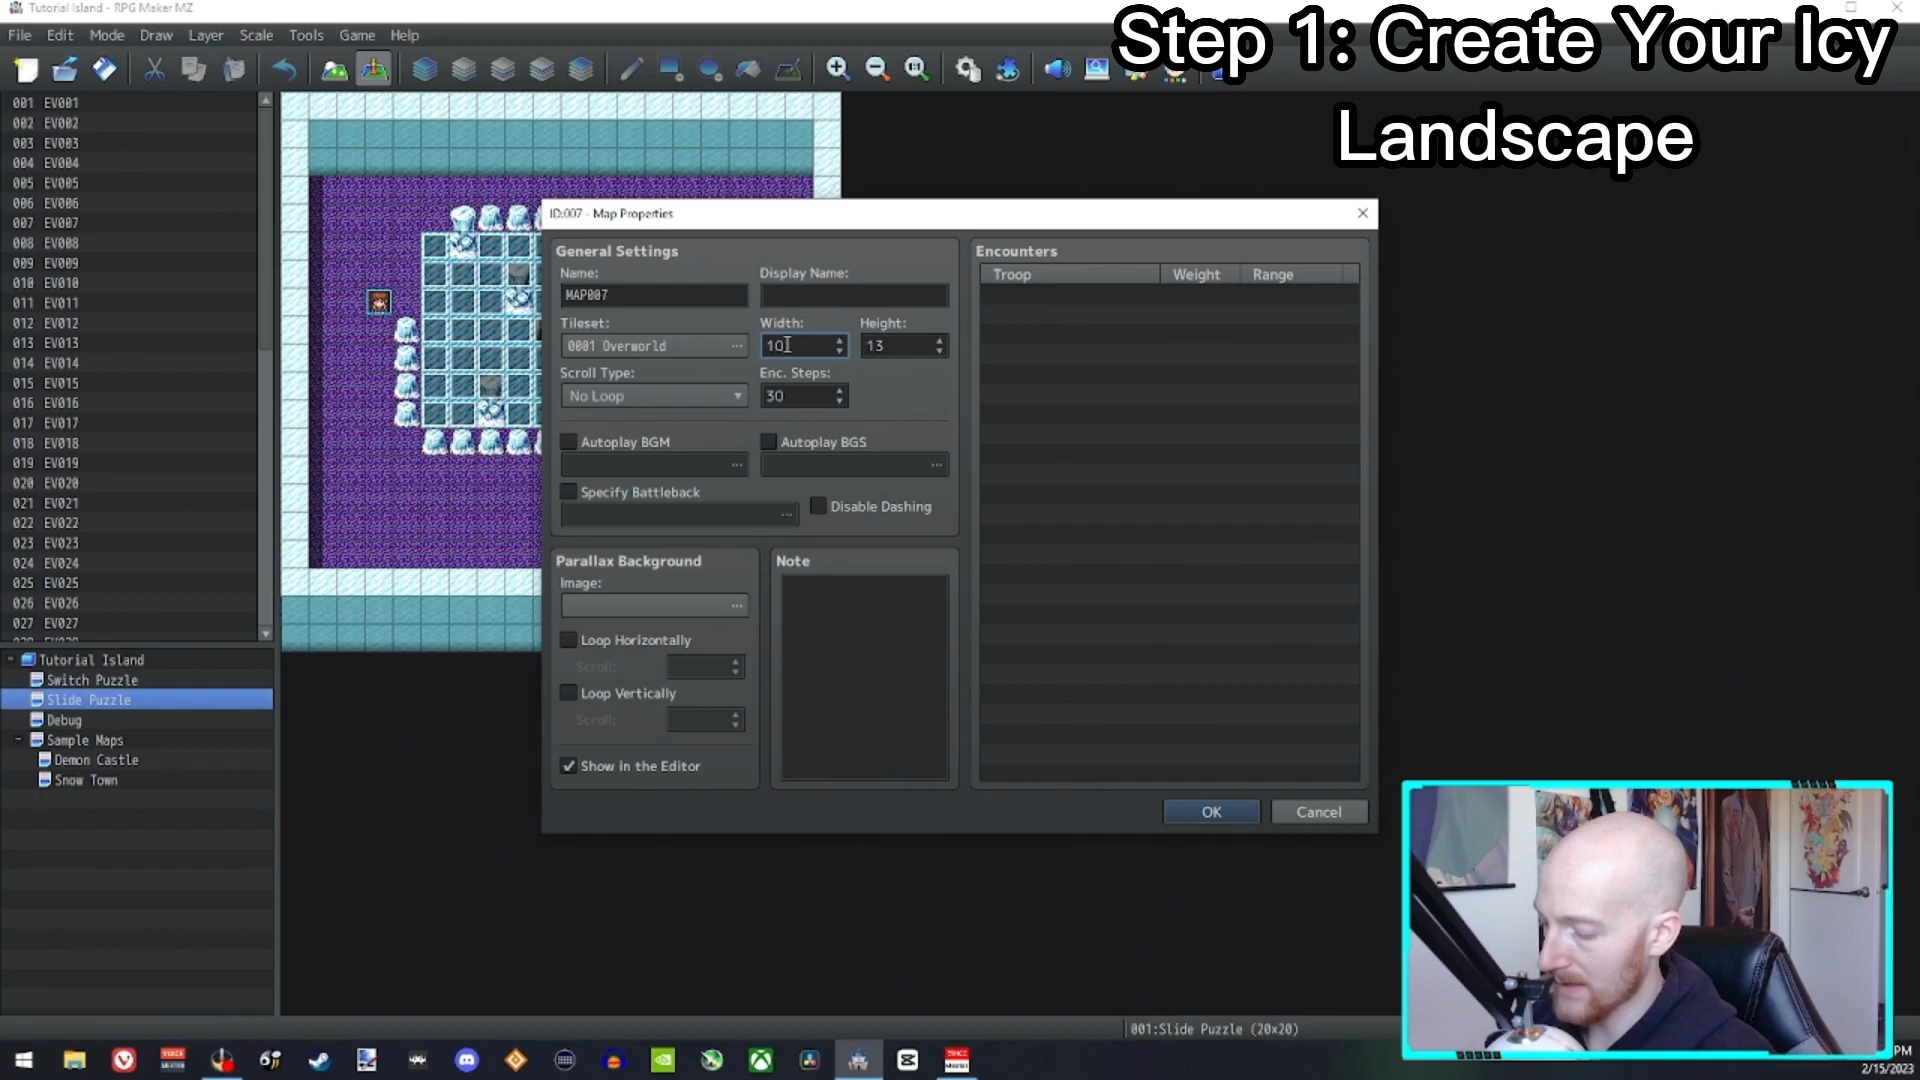 Tutorial Island - RPG Maker MZ
Step 1: Create Your Icy
Landscape
File Edit Mode Draw Layer Scale Tools Game Help
001 EV001
002 EV002
003 EV003
004 EV004
005 EV005
006 EV006
007 EV007
008 EV008
009 EV009
010 EV010
011 EV011
012 EV012
013 EV013
014 EV014
015 EV015
016 EV016
017 EV017
018 EV018
019 EV019
020 EV020
021 EV021
022 EV022
023 EV023
024 EV024
025 EV025
026 EV026
027 EV027
Tutorial Island
Switch Puzzle
Slide Puzzle
Debug
Sample Maps
Demon Castle
Snow Town
ID:007 - Map Properties
General Settings
Name: Display Name:
MAP007
Tileset: Width: Height:
0001 Overworld ... 10 13
Scroll Type: Enc. Steps:
No Loop 30
Autoplay BGM Autoplay BGS
... ...
Specify Battleback
... Disable Dashing
Parallax Background
Image:
...
Loop Horizontally
Scroll:
Loop Vertically
Scroll:
Show in the Editor
Note
Encounters
Troop Weight Range
OK Cancel
001:Slide Puzzle (20x20)
PM
2/15/2023